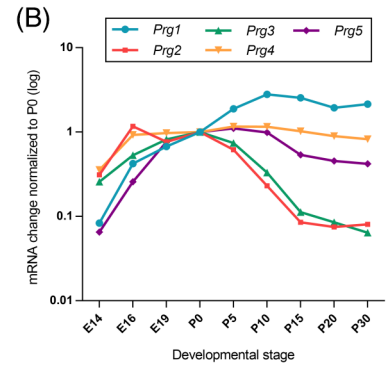 (B)
Prg1 Prg3 Prg5
Prg2 Prg4
mRNA change normalized to P0 (log)
10
1
0.1
0.01
E14 E16 E19 P0 P5 P10 P15 P20 P30
Developmental stage